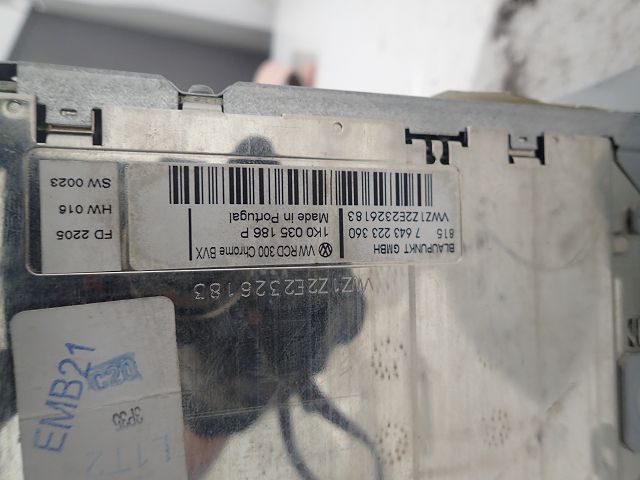 BLAUPUNKT GMBH
815 7 643 223 360
VWZ1Z2E2326183
VW RCD 300 Chrome BVX
1K0 035 186 P
Made in Portugal
FD 2205
HW 016
SW 0023
VWZ1Z2E2326183
EMB21
C20
3P36